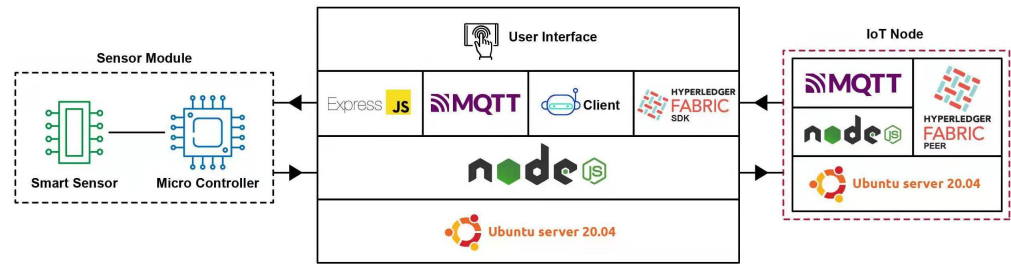 Sensor Module
Smart Sensor
Micro Controller
User Interface
Express JS
MQTT
Client
HYPERLEDGER
FABRIC
SDK
node
JS
Ubuntu server 20.04
IoT Node
MQTT
node JS
HYPERLEDGER
FABRIC
PEER
Ubuntu server 20.04